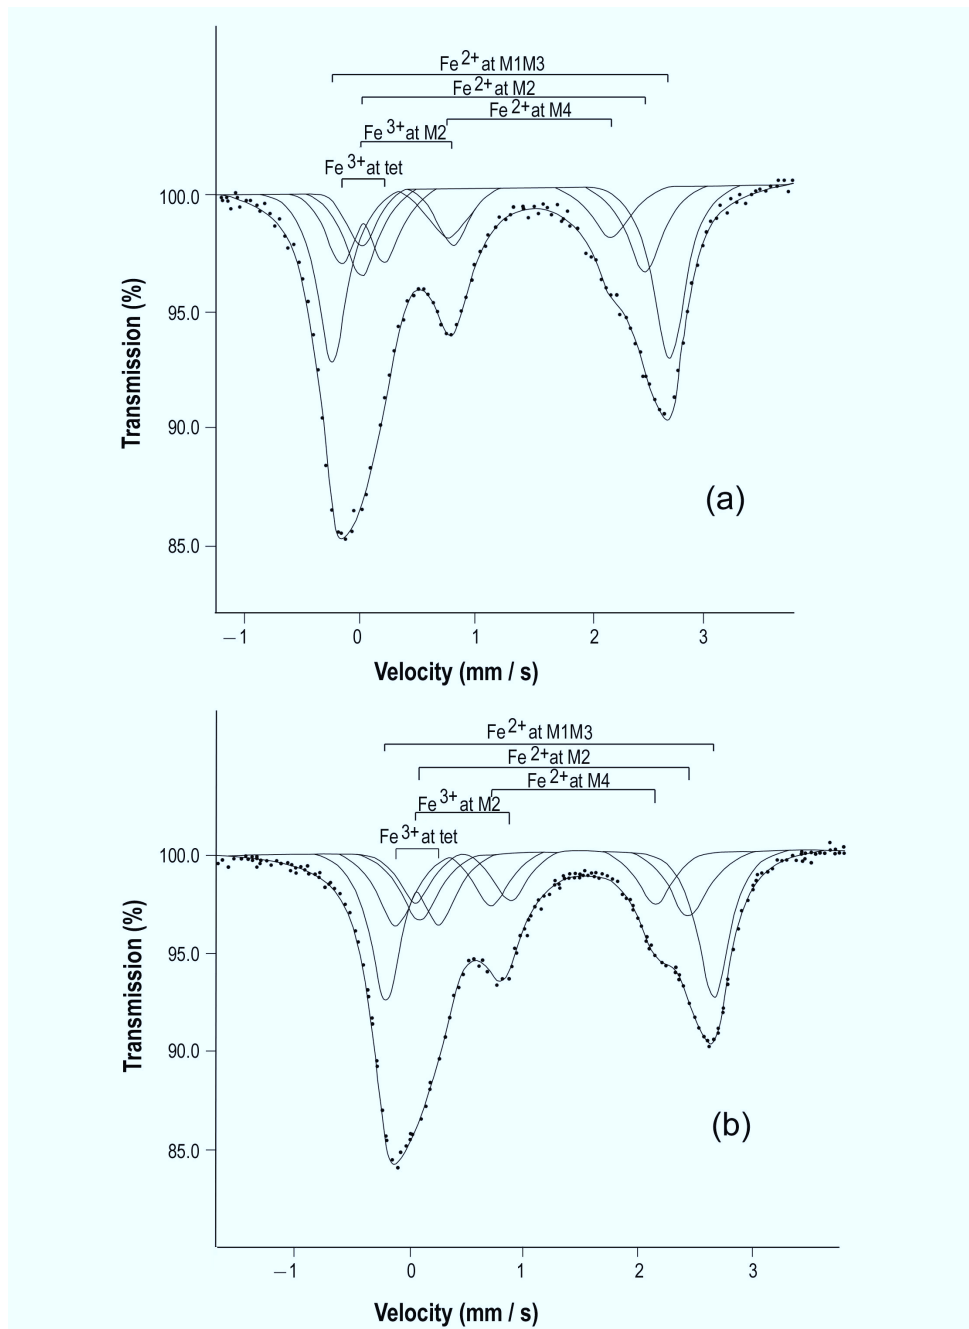 Fe2+ at M1M3
Fe2+ at M2
Fe2+ at M4
Fe3+ at M2
Fe3+ at tet
100.0
95.0
90.0
85.0
Transmission (%)
(a)
−1 0 1 2 3
Velocity (mm / s)
Fe2+ at M1M3
Fe2+ at M2
Fe2+ at M4
Fe3+ at M2
Fe3+ at tet
100.0
95.0
90.0
85.0
Transmission (%)
(b)
−1 0 1 2 3
Velocity (mm / s)